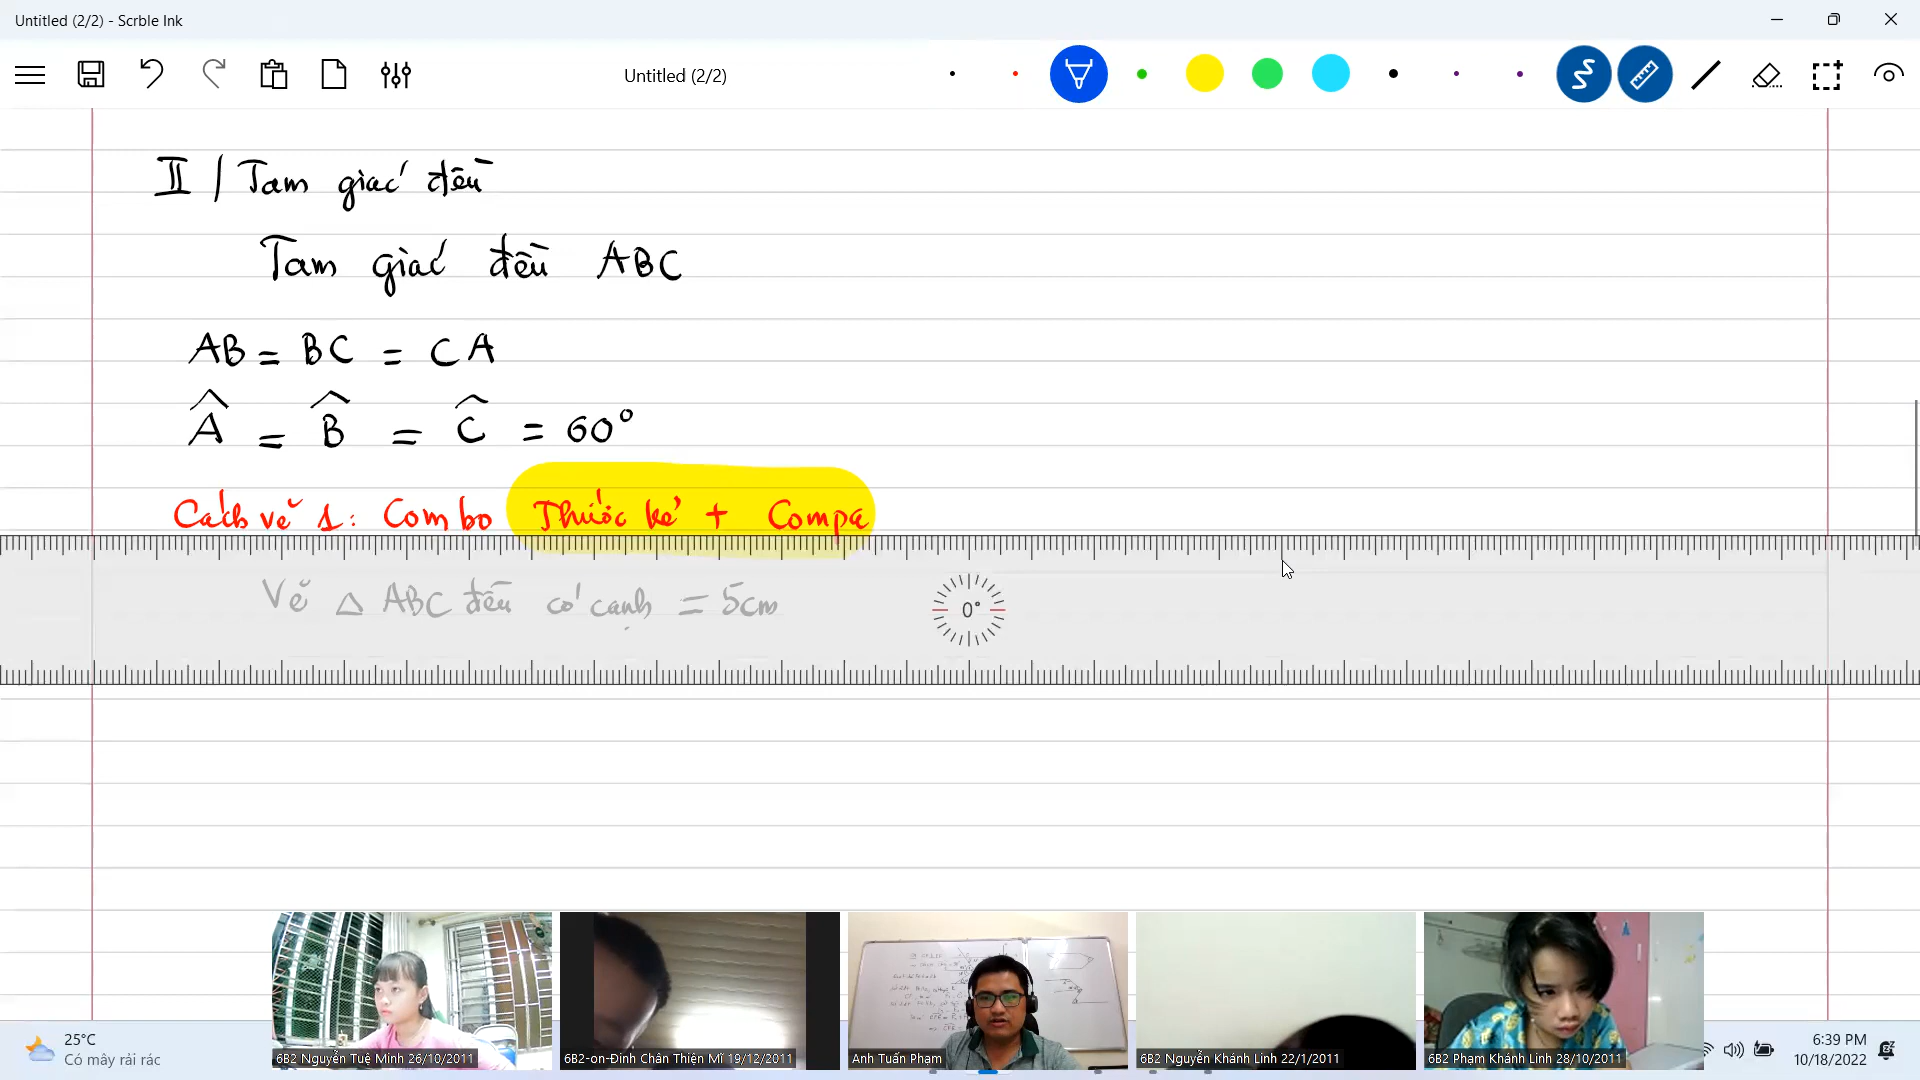 Untitled (2/2) - Scrble Ink
Untitled (2/2)
II / Tam giác đều
Tam giác đều ABC
AB = BC = CA
Â = B̂ = Ĉ = 60°
Cách vẽ 1: Combo Thước kẻ + Compa
Vẽ △ ABC đều có cạnh = 5cm
0°
6B2 Nguyễn Tuệ Minh 26/10/2011
6B2-on-Đinh Chân Thiện Mĩ 19/12/2011
Anh Tuấn Phạm
6B2 Nguyễn Khánh Linh 22/1/2011
6B2 Phạm Khánh Linh 28/10/2011
25°C
Có mây rải rác
6:39 PM
10/18/2022